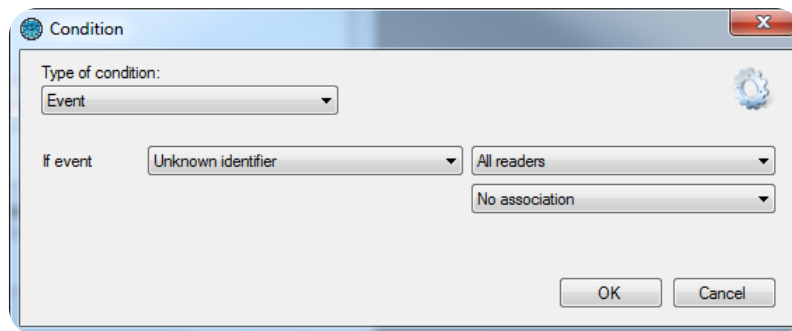 Condition
Type of condition:
Event
If event Unknown identifier All readers
No association
OK Cancel